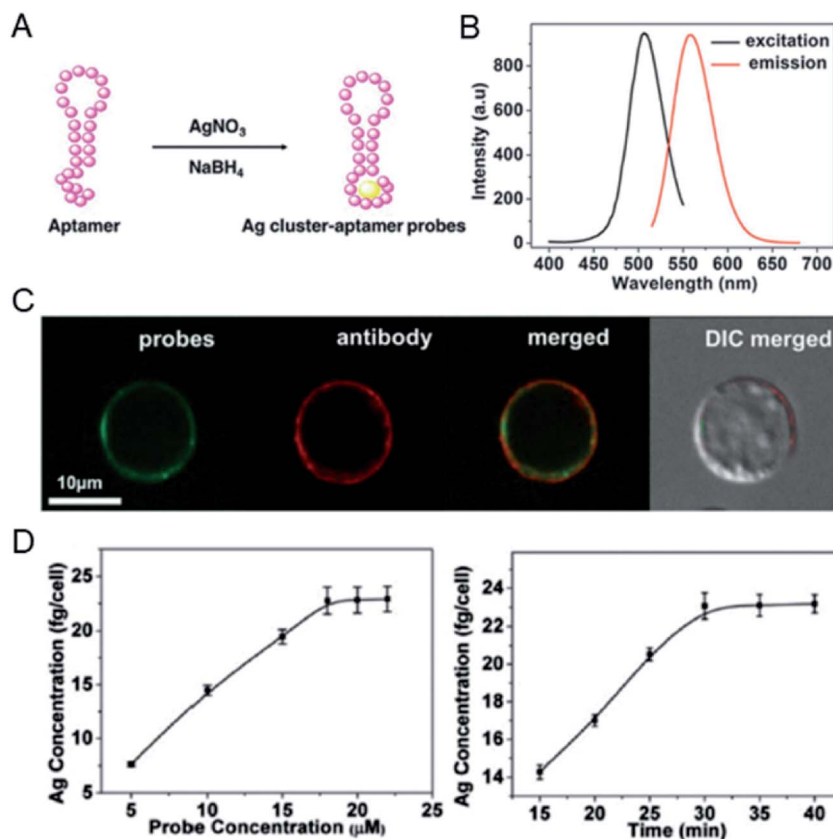 A
AgNO3
NaBH4
Aptamer
Ag cluster-aptamer probes
B
excitation
emission
Intensity (a.u)
800
600
400
200
0
400 450 500 550 600 650 700
Wavelength (nm)
C
probes antibody merged DIC merged
10μm
D
Ag Concentration (fg/cell)
25
20
15
10
5
5 10 15 20 25
Probe Concentration (μM)
Ag Concentration (fg/cell)
24
22
20
18
16
14
15 20 25 30 35 40
Time (min)